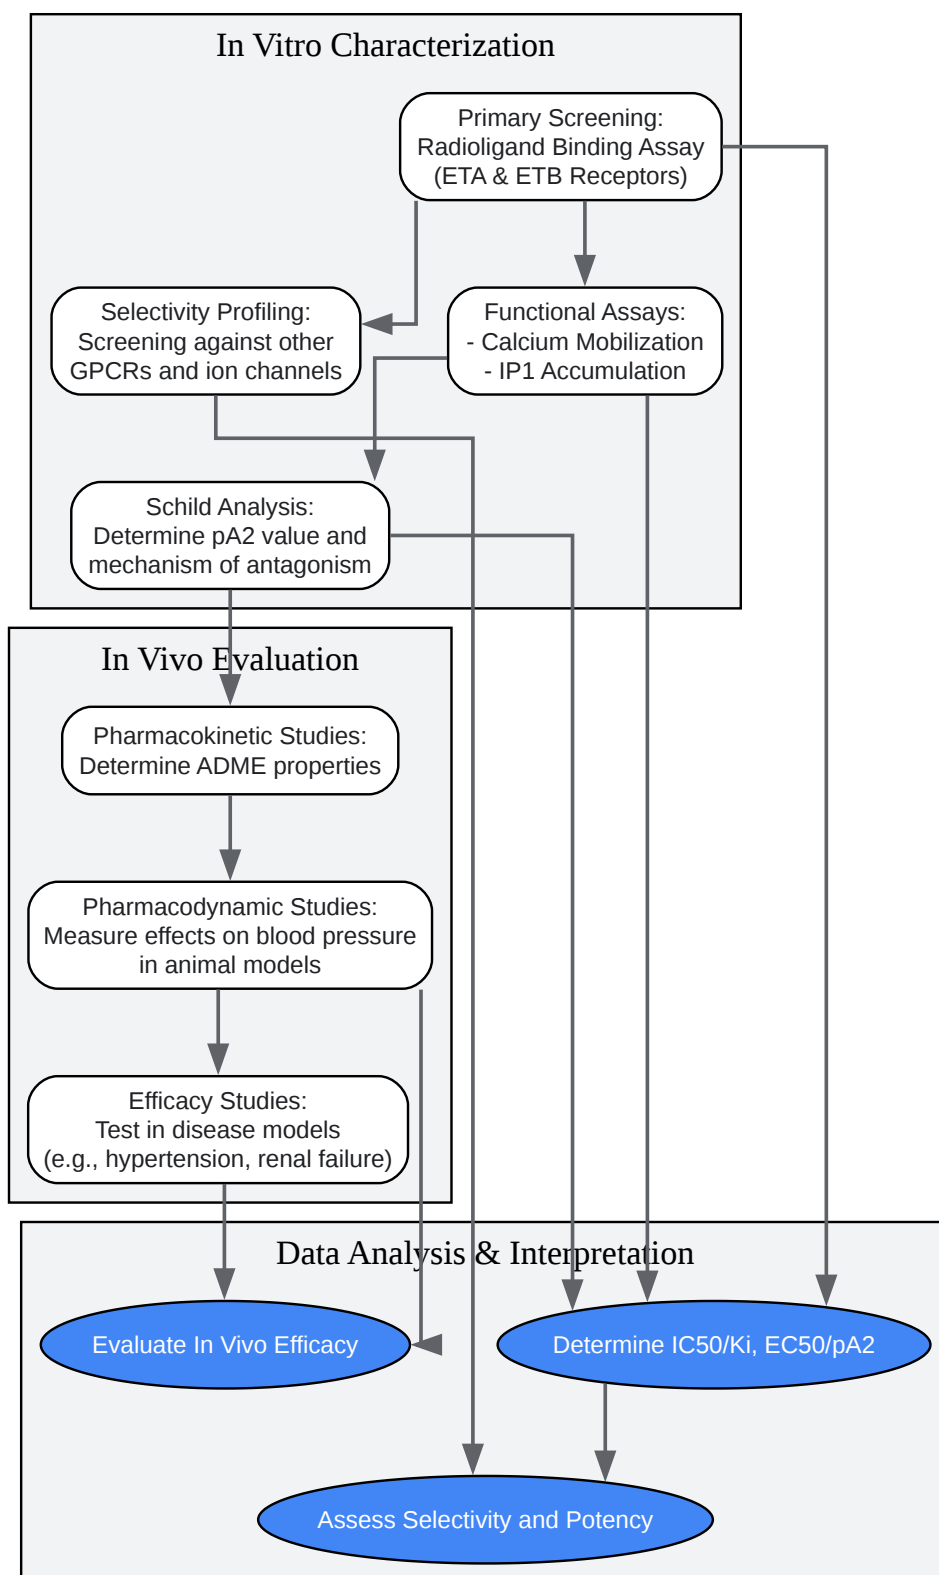 In Vitro Characterization
Primary Screening:
Radioligand Binding Assay
(ETA & ETB Receptors)
Selectivity Profiling:
Screening against other
GPCRs and ion channels
Functional Assays:
- Calcium Mobilization
- IP1 Accumulation
Schild Analysis:
Determine pA2 value and
mechanism of antagonism
In Vivo Evaluation
Pharmacokinetic Studies:
Determine ADME properties
Pharmacodynamic Studies:
Measure effects on blood pressure
in animal models
Efficacy Studies:
Test in disease models
(e.g., hypertension, renal failure)
Data Analysis & Interpretation
Evaluate In Vivo Efficacy
Determine IC50/Ki, EC50/pA2
Assess Selectivity and Potency